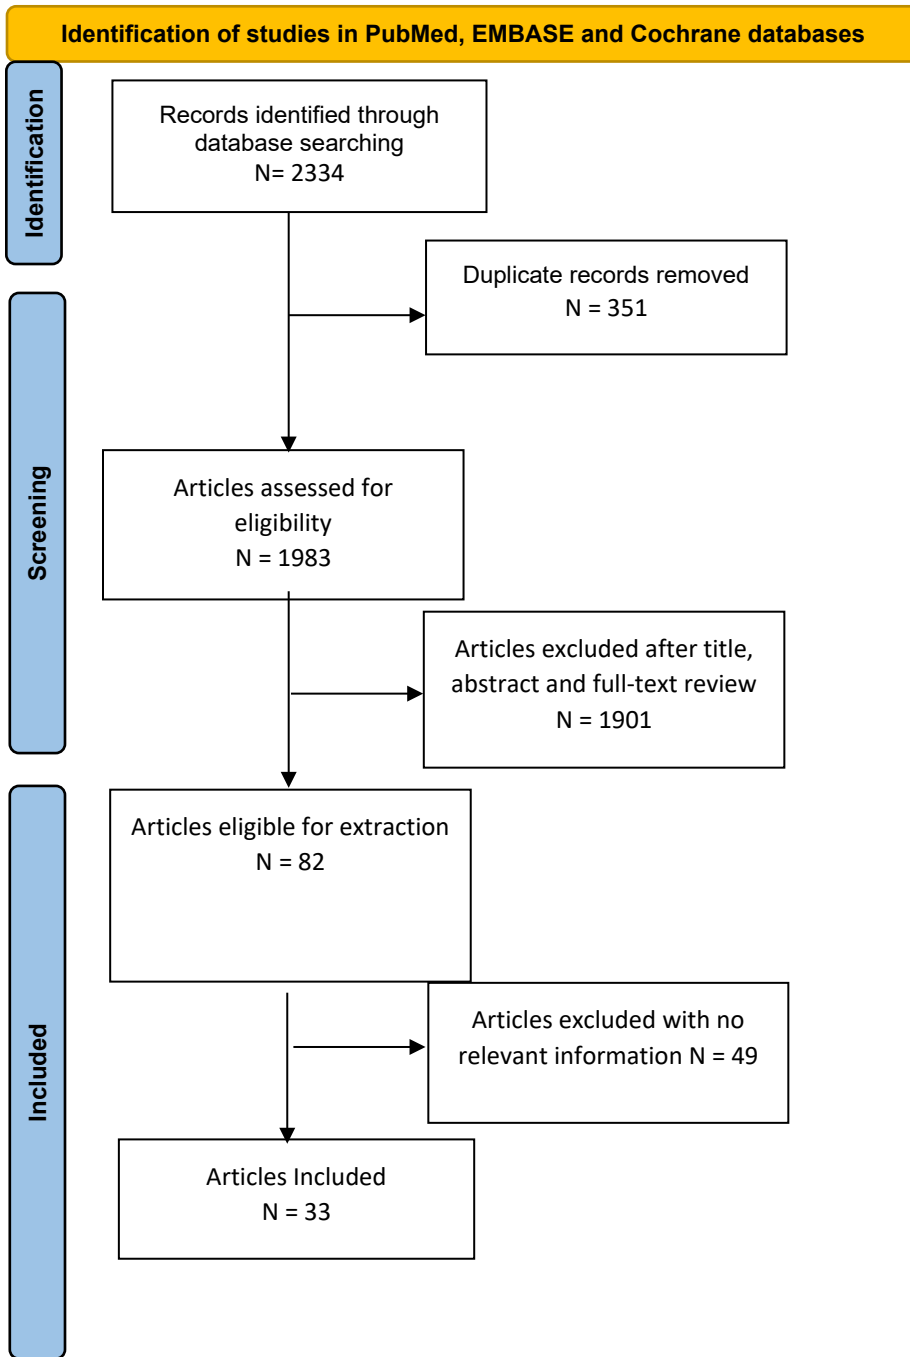 Identification of studies in PubMed, EMBASE and Cochrane databases
Identification
Records identified through
database searching
N= 2334
Duplicate records removed
N = 351
Screening
Articles assessed for
eligibility
N = 1983
Articles excluded after title,
abstract and full-text review
N = 1901
Included
Articles eligible for extraction
N = 82
Articles excluded with no
relevant information N = 49
Articles Included
N = 33